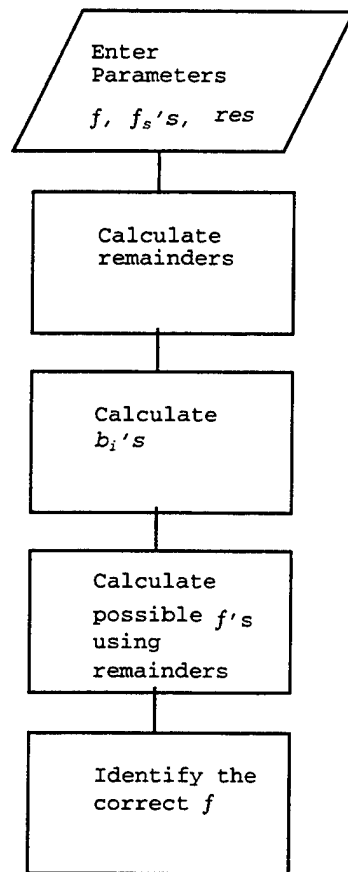 Enter
Parameters
f, fₛ's, res
Calculate
remainders
Calculate
bᵢ's
Calculate
possible f's
using
remainders
Identify the
correct f